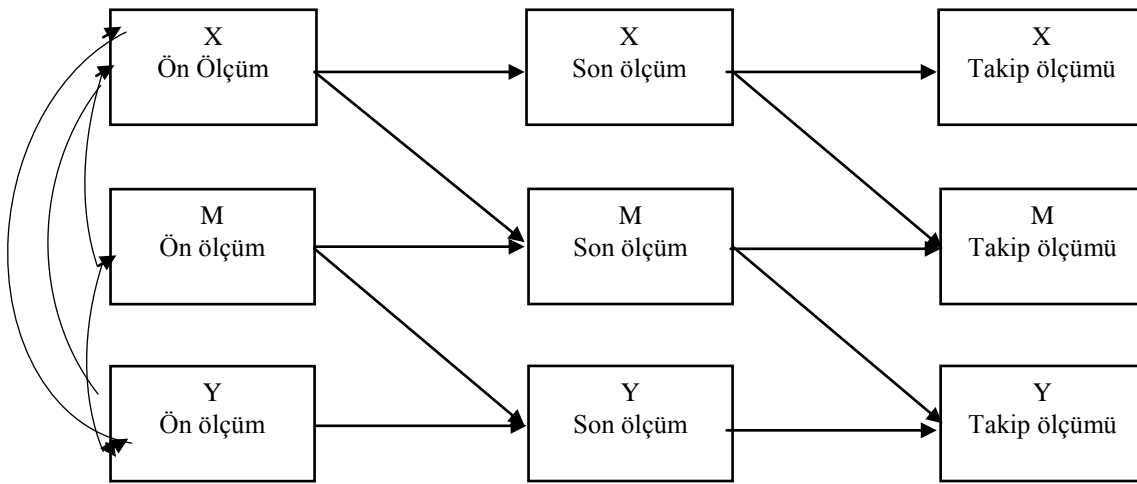 X
Ön Ölçüm
X
Son ölçüm
X
Takip ölçümü
M
Ön ölçüm
M
Son ölçüm
M
Takip ölçümü
Y
Ön ölçüm
Y
Son ölçüm
Y
Takip ölçümü